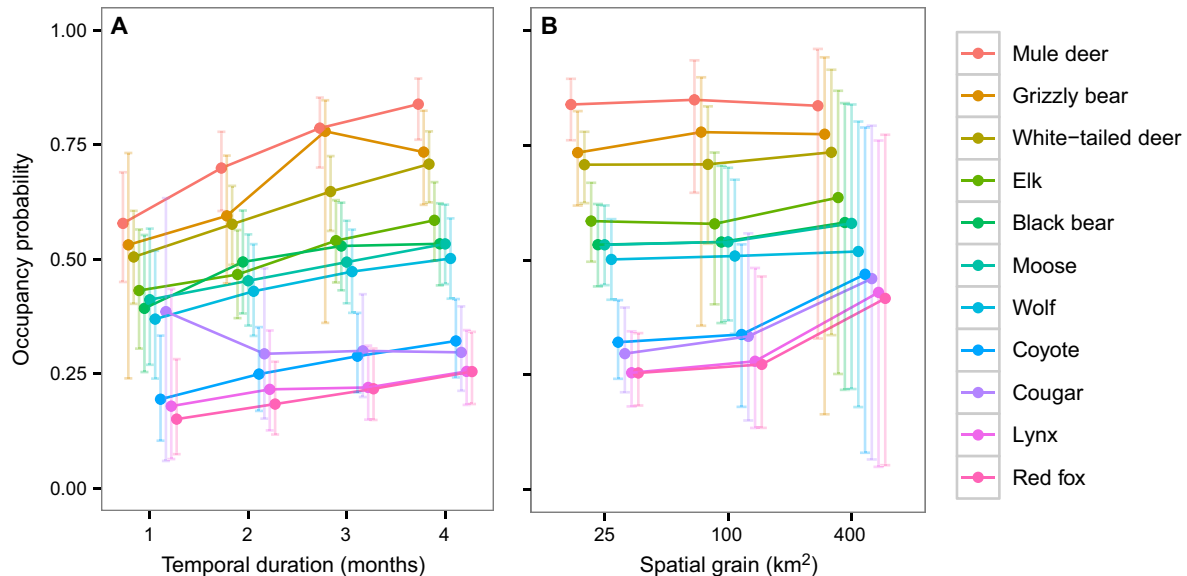 A
B
Occupancy probability
1.00
0.75
0.50
0.25
0.00
1 2 3 4
Temporal duration (months)
25 100 400
Spatial grain (km²)
Mule deer
Grizzly bear
White−tailed deer
Elk
Black bear
Moose
Wolf
Coyote
Cougar
Lynx
Red fox